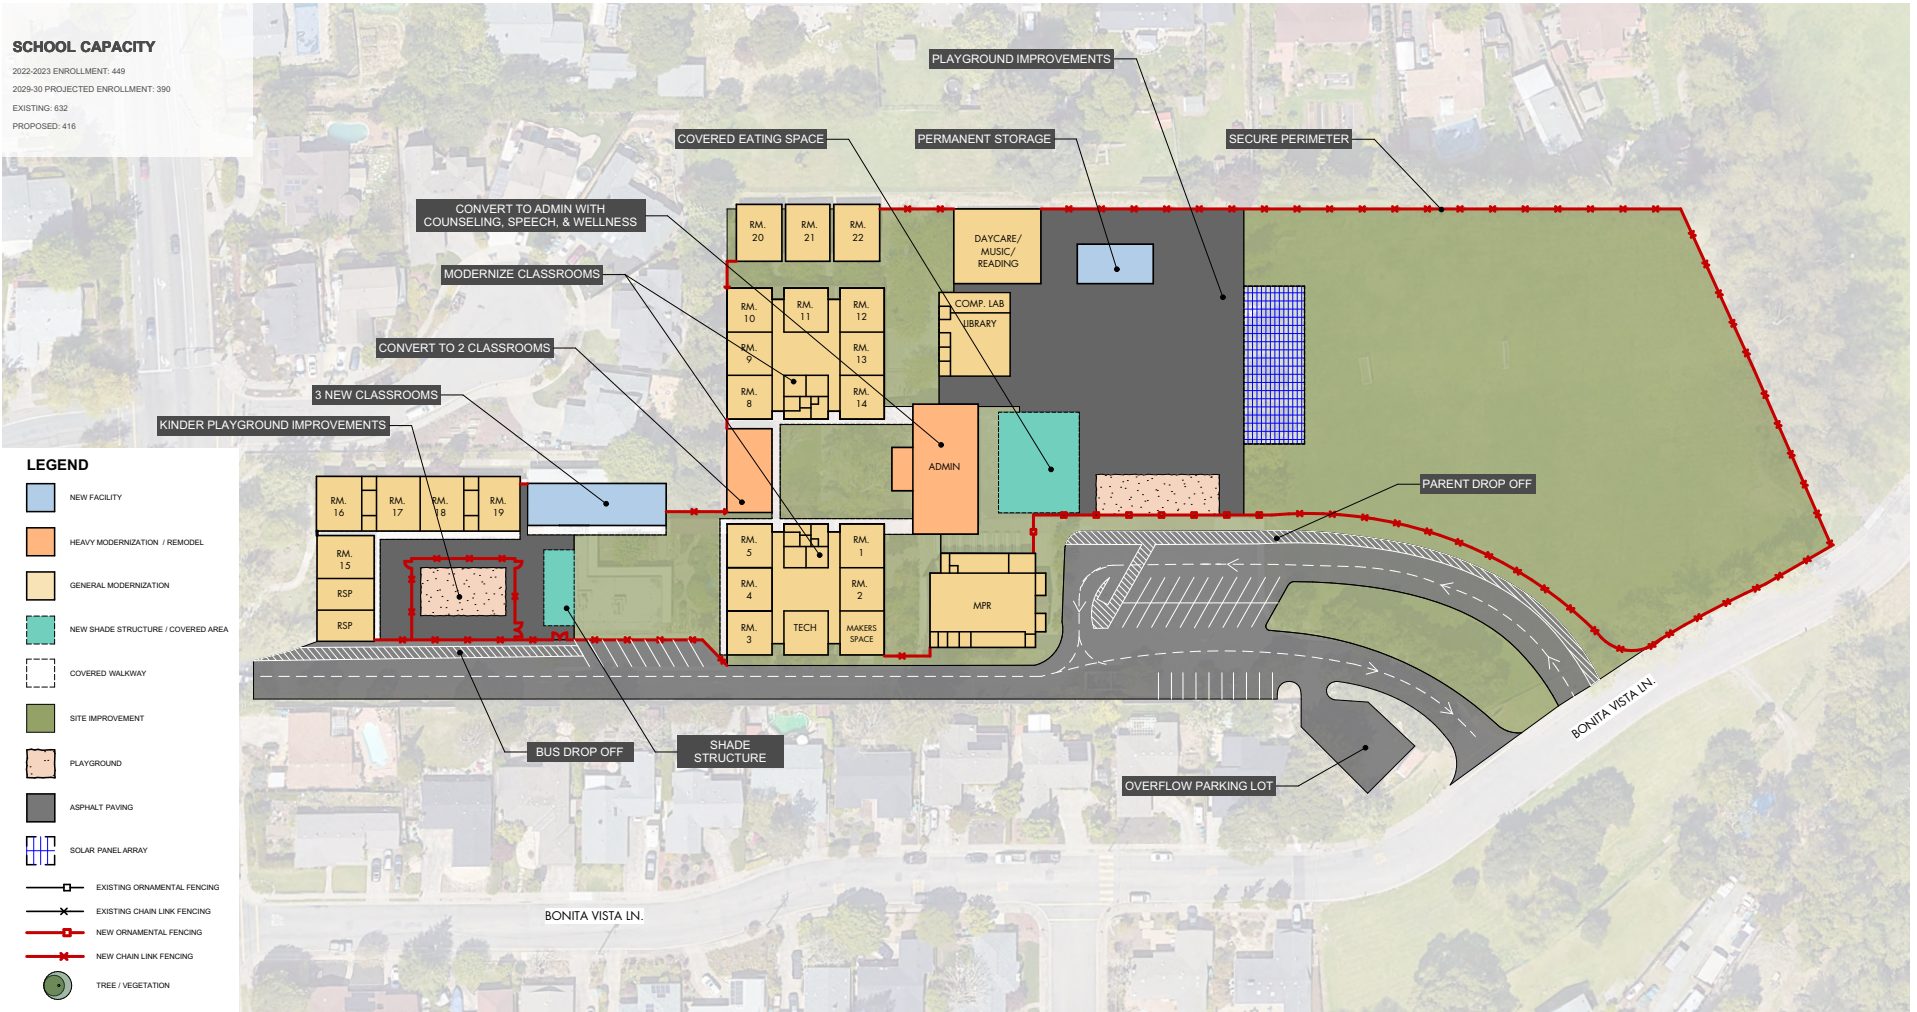 SCHOOL CAPACITY
2022-2023 ENROLLMENT: 449
2029-30 PROJECTED ENROLLMENT: 390
EXISTING: 632
PROPOSED: 416
PLAYGROUND IMPROVEMENTS
COVERED EATING SPACE
PERMANENT STORAGE
SECURE PERIMETER
CONVERT TO ADMIN WITH
COUNSELING, SPEECH, & WELLNESS
MODERNIZE CLASSROOMS
CONVERT TO 2 CLASSROOMS
3 NEW CLASSROOMS
KINDER PLAYGROUND IMPROVEMENTS
RM.
20
RM.
21
RM.
22
DAYCARE/
MUSIC/
READING
RM.
10
RM.
11
RM.
12
COMP. LAB
LIBRARY
RM.
9
RM.
13
RM.
8
RM.
14
ADMIN
PARENT DROP OFF
RM.
16
RM.
17
RM.
18
RM.
19
RM.
15
RSP
RSP
RM.
5
RM.
1
RM.
4
RM.
2
RM.
3
TECH
MAKERS
SPACE
MPR
BUS DROP OFF
SHADE
STRUCTURE
OVERFLOW PARKING LOT
BONITA VISTA LN.
BONITA VISTA LN.
LEGEND
NEW FACILITY
HEAVY MODERNIZATION / REMODEL
GENERAL MODERNIZATION
NEW SHADE STRUCTURE / COVERED AREA
COVERED WALKWAY
SITE IMPROVEMENT
PLAYGROUND
ASPHALT PAVING
SOLAR PANEL ARRAY
EXISTING ORNAMENTAL FENCING
EXISTING CHAIN LINK FENCING
NEW ORNAMENTAL FENCING
NEW CHAIN LINK FENCING
TREE / VEGETATION